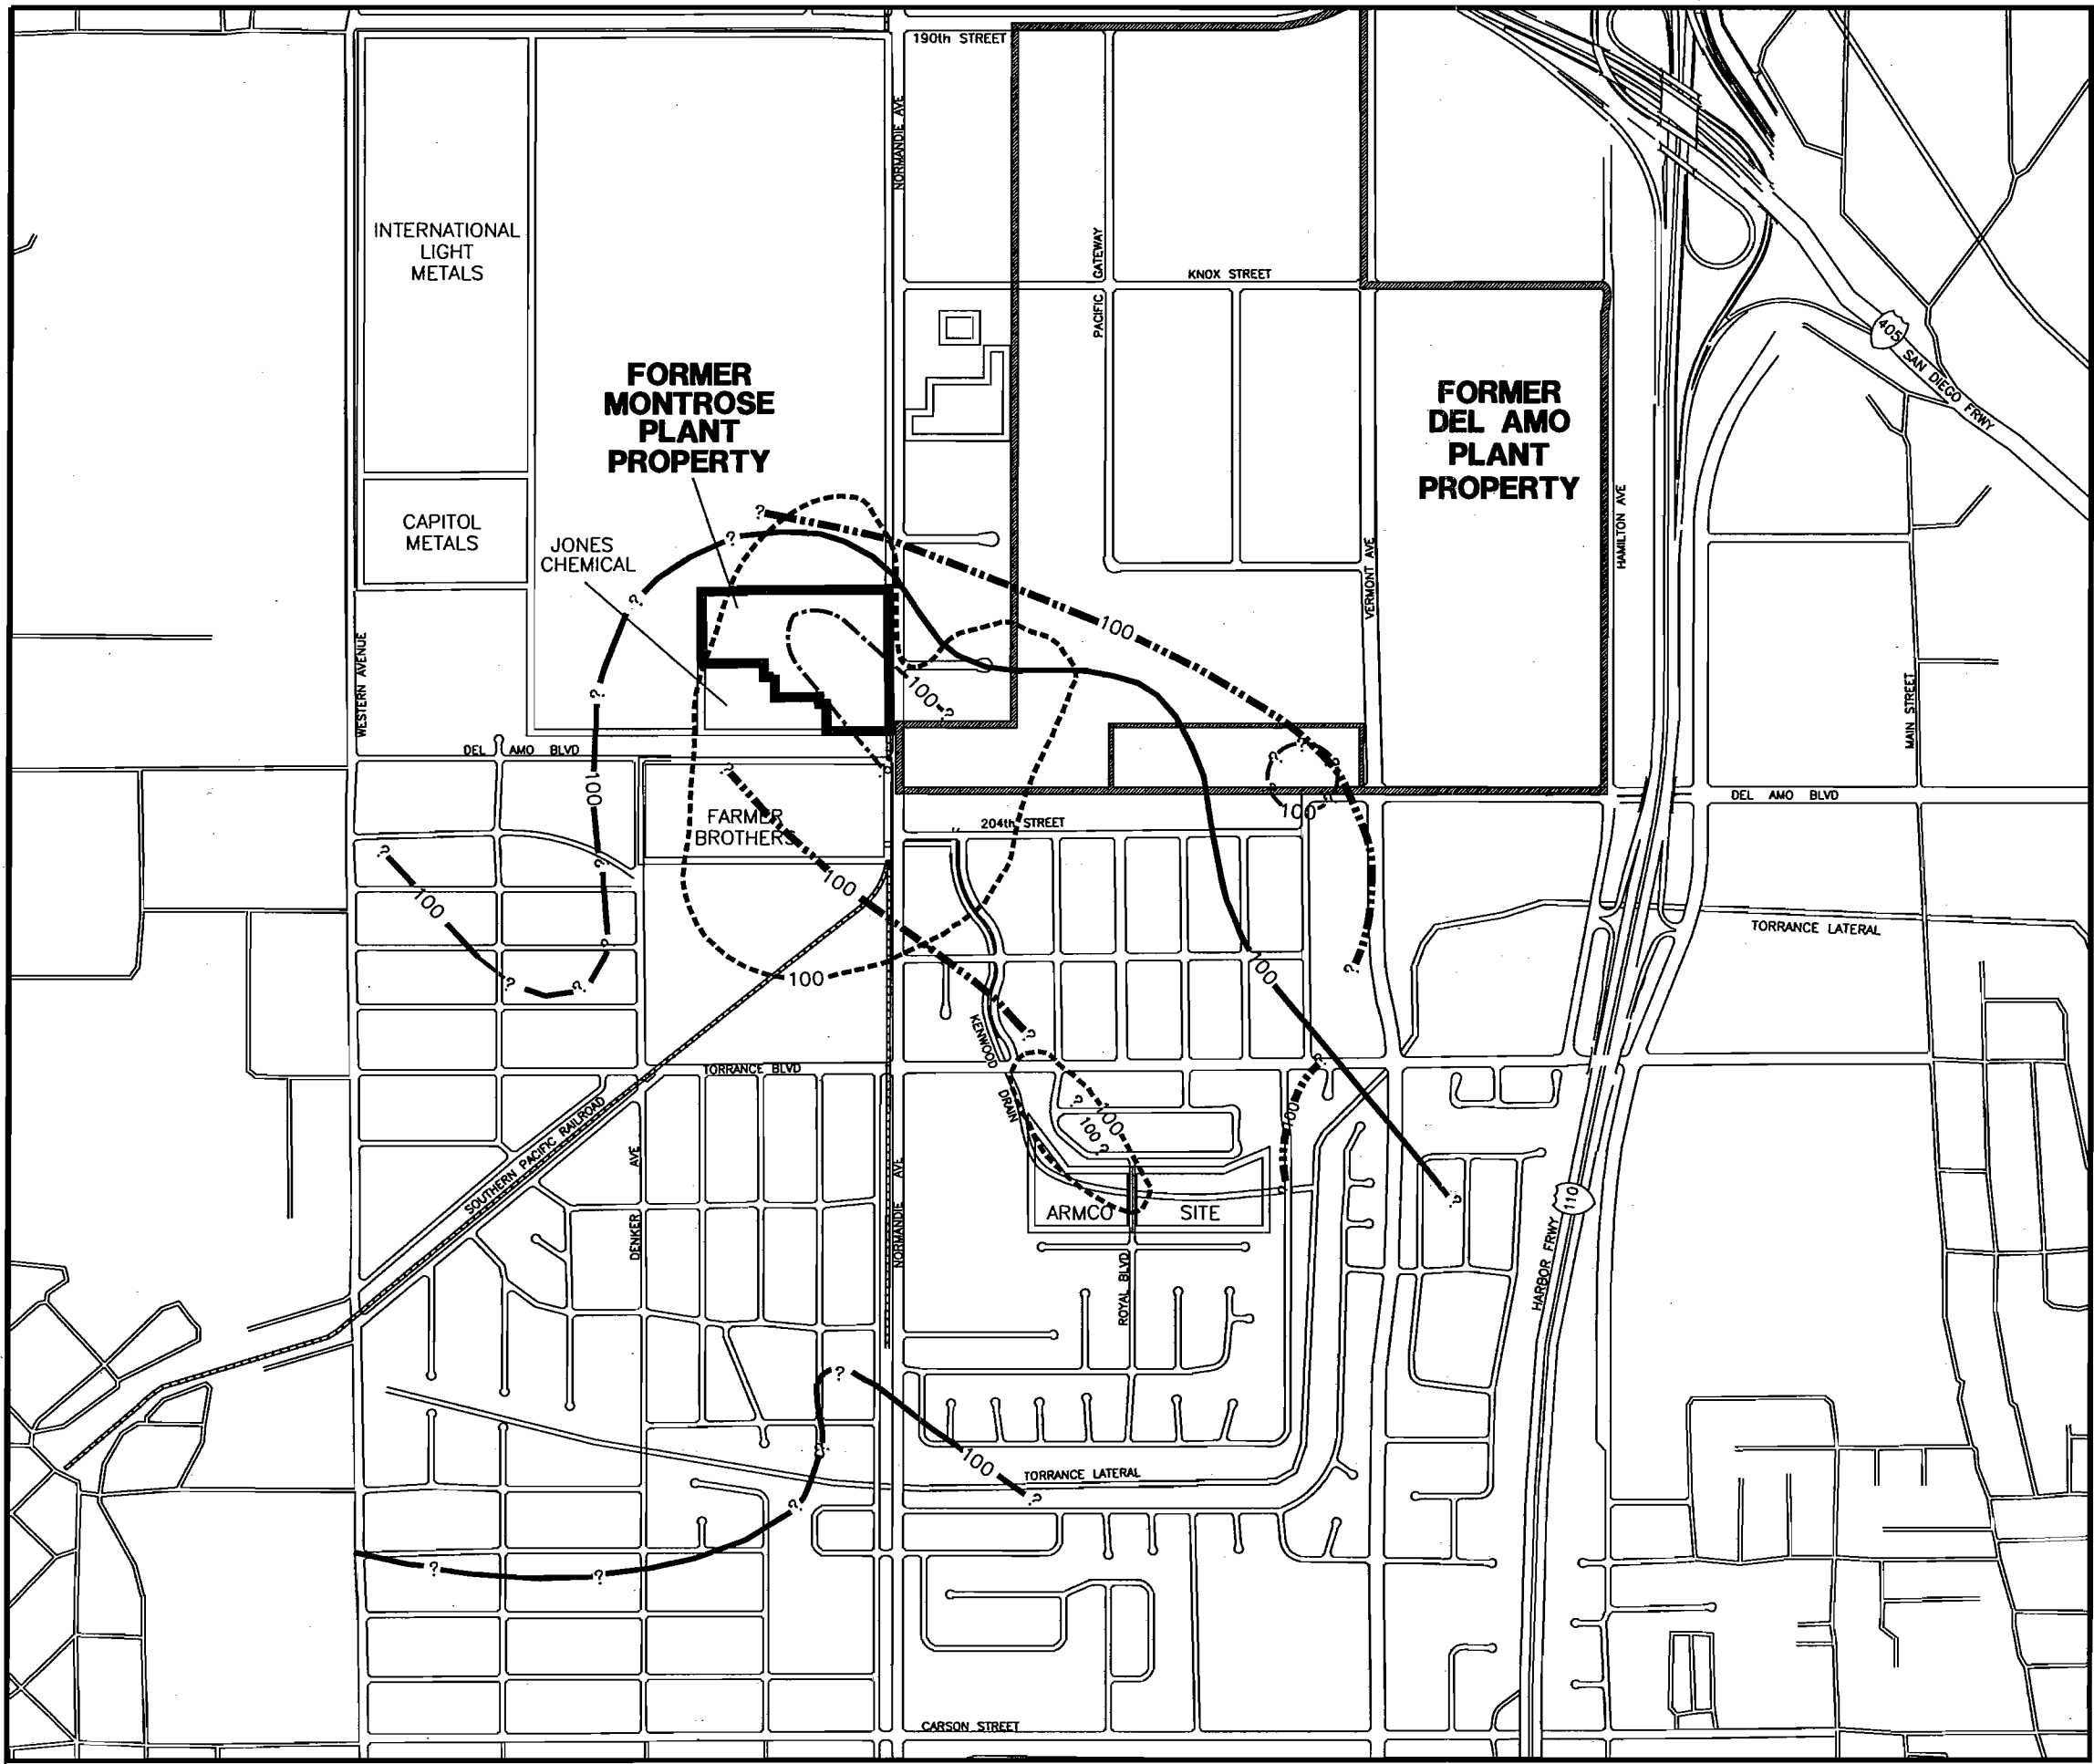 190th STREET
NORMANDIE AVE
INTERNATIONAL
LIGHT
METALS
PACIFIC GATEWAY
KNOX STREET
405
SAN DIEGO FRWY
FORMER
MONTROSE
PLANT
PROPERTY
FORMER
DEL AMO
PLANT
PROPERTY
CAPITOL
METALS
JONES
CHEMICAL
HAMILTON AVE
VERMONT AVE
WESTERN AVENUE
MAIN STREET
?
?
?
?
100
100-?
DEL AMO BLVD
100
?
?
?
?
?
?
100
DEL AMO BLVD
FARMER
BROTHERS
204th STREET
?
?
100
100
?
?
?
100
100
?
TORRANCE LATERAL
100
?
KENWOOD
DRAIN
TORRANCE BLVD
?
100
?
100
?
100
?
SOUTHERN PACIFIC RAILROAD
DENKER AVE
NORMANDIE AVE
ARMCO SITE
ROYAL BLVD
110
HARBOR FRWY
?
?
100
?
TORRANCE LATERAL
?
?
?
CARSON STREET